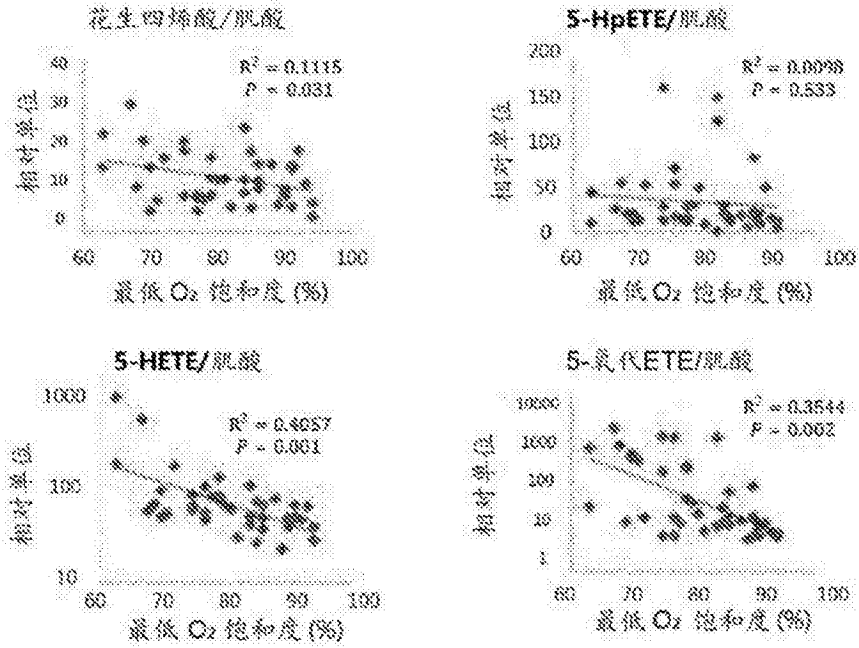 花生四烯酸/肌酸
R² = 0.1115
P = 0.031
相对单位
40
30
20
10
0
60 70 80 90 100
最低 O₂ 饱和度 (%)
5-HpETE/肌酸
R² = 0.0098
P = 0.533
相对单位
200
150
100
50
0
60 70 80 90 100
最低 O₂ 饱和度 (%)
5-HETE/肌酸
R² = 0.4057
P = 0.001
相对单位
1000
100
10
60 70 80 90 100
最低 O₂ 饱和度 (%)
5-氧代ETE/肌酸
R² = 0.3544
P = 0.002
相对单位
10000
1000
100
10
1
60 70 80 90 100
最低 O₂ 饱和度 (%)